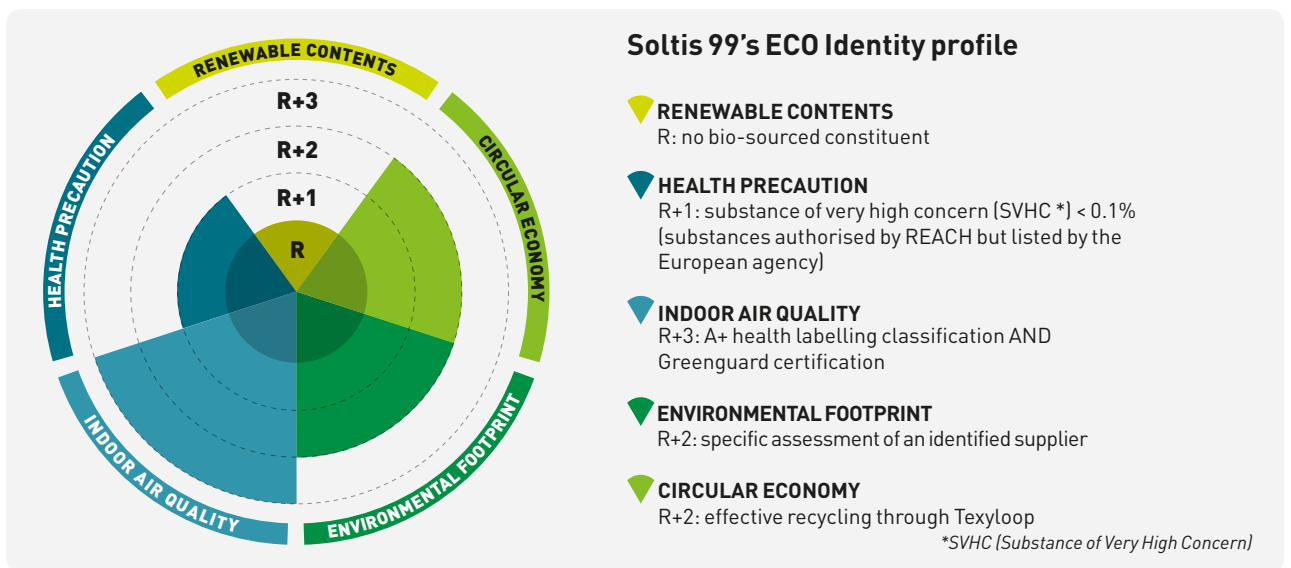 RENEWABLE CONTENTS
CIRCULAR ECONOMY
ENVIRONMENTAL FOOTPRINT
INDOOR AIR QUALITY
HEALTH PRECAUTION
R+3
R+2
R+1
R
Soltis 99's ECO Identity profile
RENEWABLE CONTENTS
R: no bio-sourced constituent
HEALTH PRECAUTION
R+1: substance of very high concern (SVHC *) < 0.1%
(substances authorised by REACH but listed by the
European agency)
INDOOR AIR QUALITY
R+3: A+ health labelling classification AND
Greenguard certification
ENVIRONMENTAL FOOTPRINT
R+2: specific assessment of an identified supplier
CIRCULAR ECONOMY
R+2: effective recycling through Texyloop
*SVHC (Substance of Very High Concern)